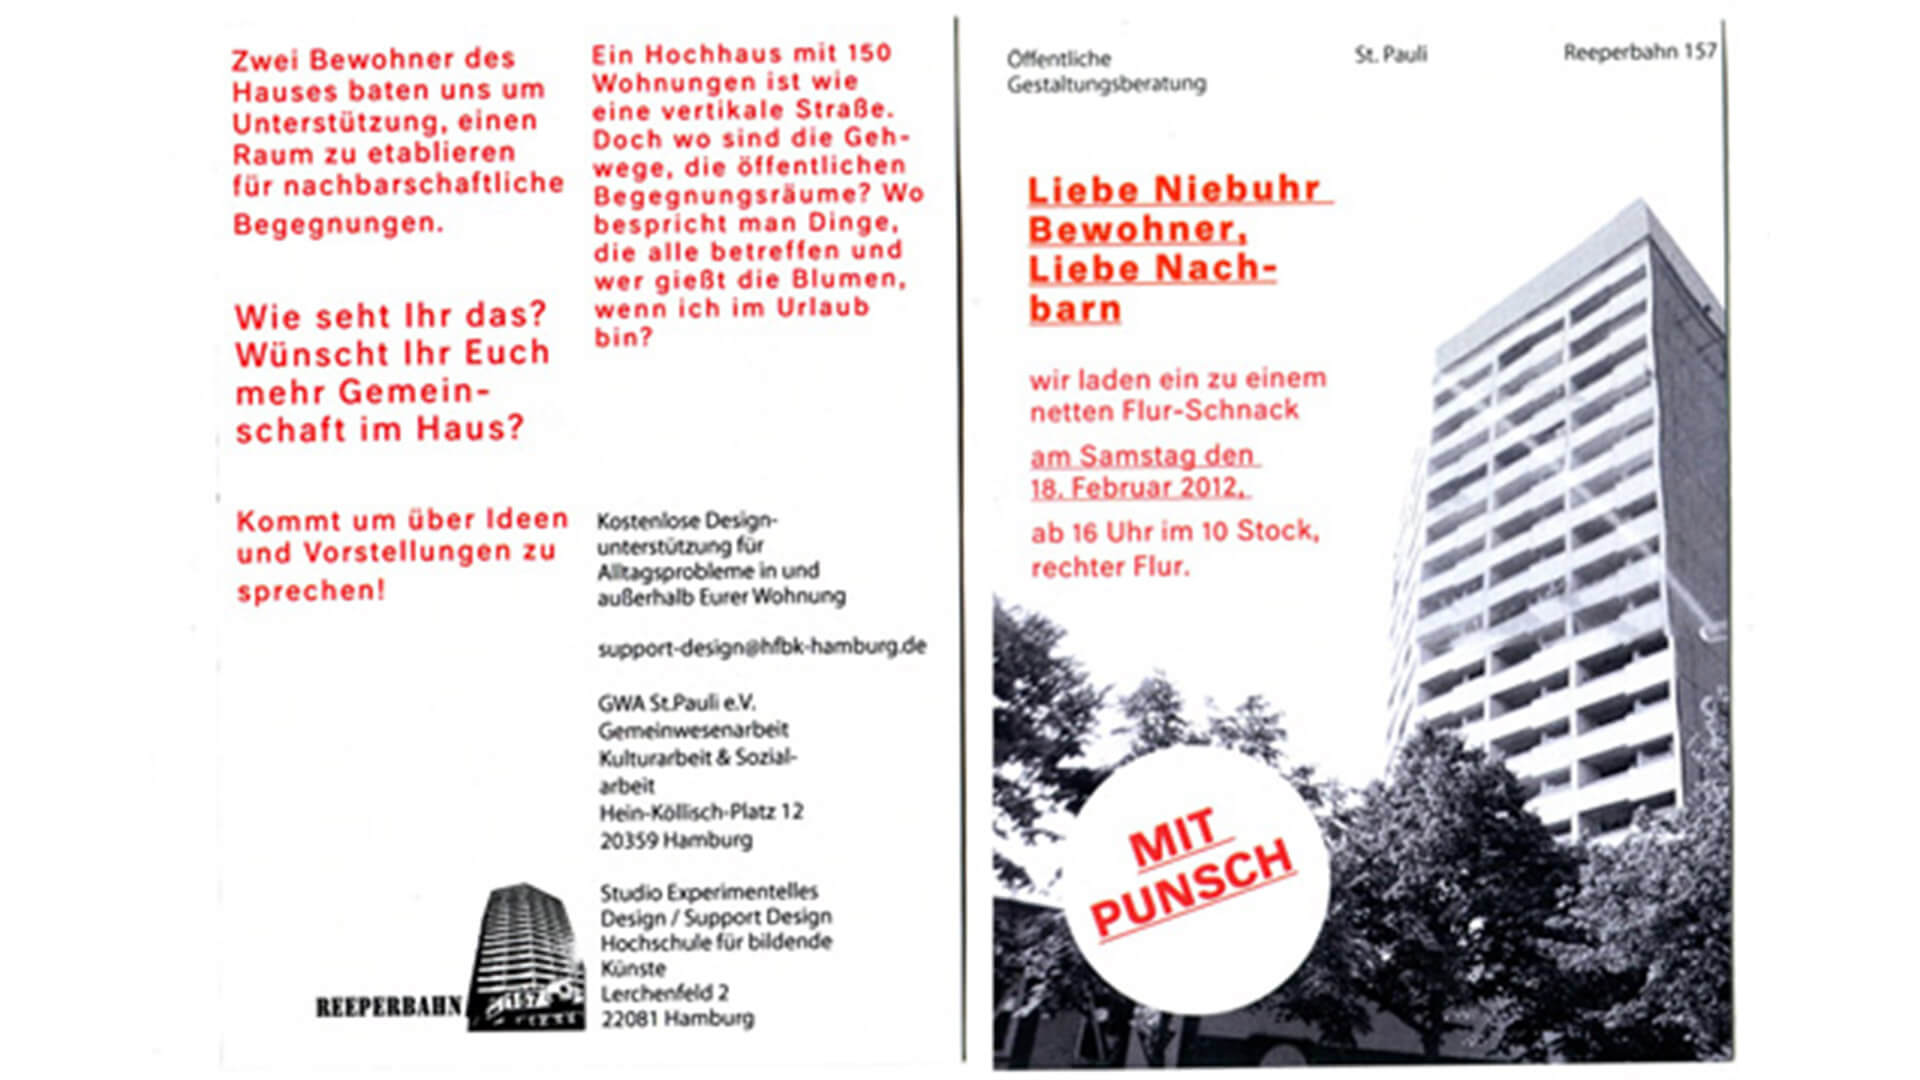 Zwei Bewohner des
Hauses baten uns um
Unterstützung, einen
Raum zu etablieren
für nachbarschaftliche
Begegnungen.
Wie seht Ihr das?
Wünscht Ihr Euch
mehr Gemein-
schaft im Haus?
Kommt um über Ideen
und Vorstellungen zu
sprechen!
REEPERBAHN
157
Ein Hochhaus mit 150
Wohnungen ist wie
eine vertikale Straße.
Doch wo sind die Geh-
wege, die öffentlichen
Begegnungsräume? Wo
bespricht man Dinge,
die alle betreffen und
wer gießt die Blumen,
wenn ich im Urlaub
bin?
Kostenlose Design-
unterstützung für
Alltagsprobleme in und
außerhalb Eurer Wohnung
support-design@hfbk-hamburg.de
GWA St.Pauli e.V.
Gemeinwesenarbeit
Kulturarbeit & Sozial-
arbeit
Hein-Köllisch-Platz 12
20359 Hamburg
Studio Experimentelles
Design / Support Design
Hochschule für bildende
Künste
Lerchenfeld 2
22081 Hamburg
Öffentliche
Gestaltungsberatung
St. Pauli
Reeperbahn 157
Liebe Niebuhr
Bewohner,
Liebe Nach-
barn
wir laden ein zu einem
netten Flur-Schnack
am Samstag den
18. Februar 2012,
ab 16 Uhr im 10 Stock,
rechter Flur.
MIT
PUNSCH